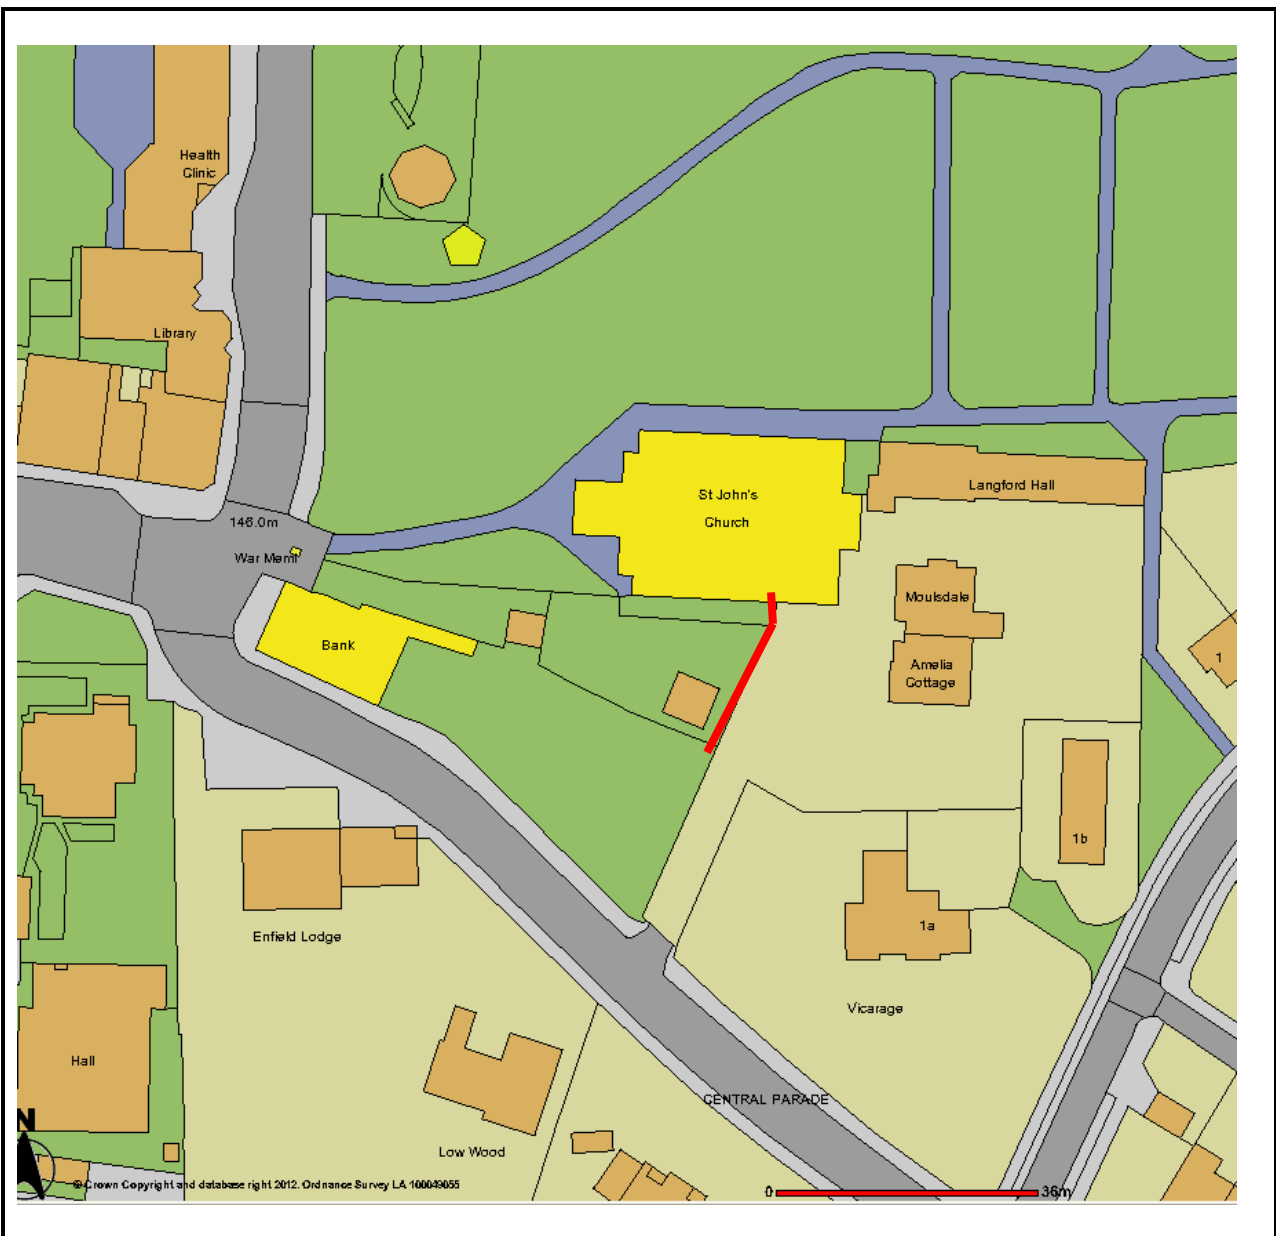 Health
Clinic
Library
St John's
Church
Langford Hall
146.0m
War Meml
Moulsdale
Bank
Amelia
Cottage
1
1b
1a
Enfield Lodge
Vicarage
Hall
CENTRAL PARADE
N
Low Wood
© Crown Copyright and database right 2012. Ordnance Survey LA 100049055
0 36m